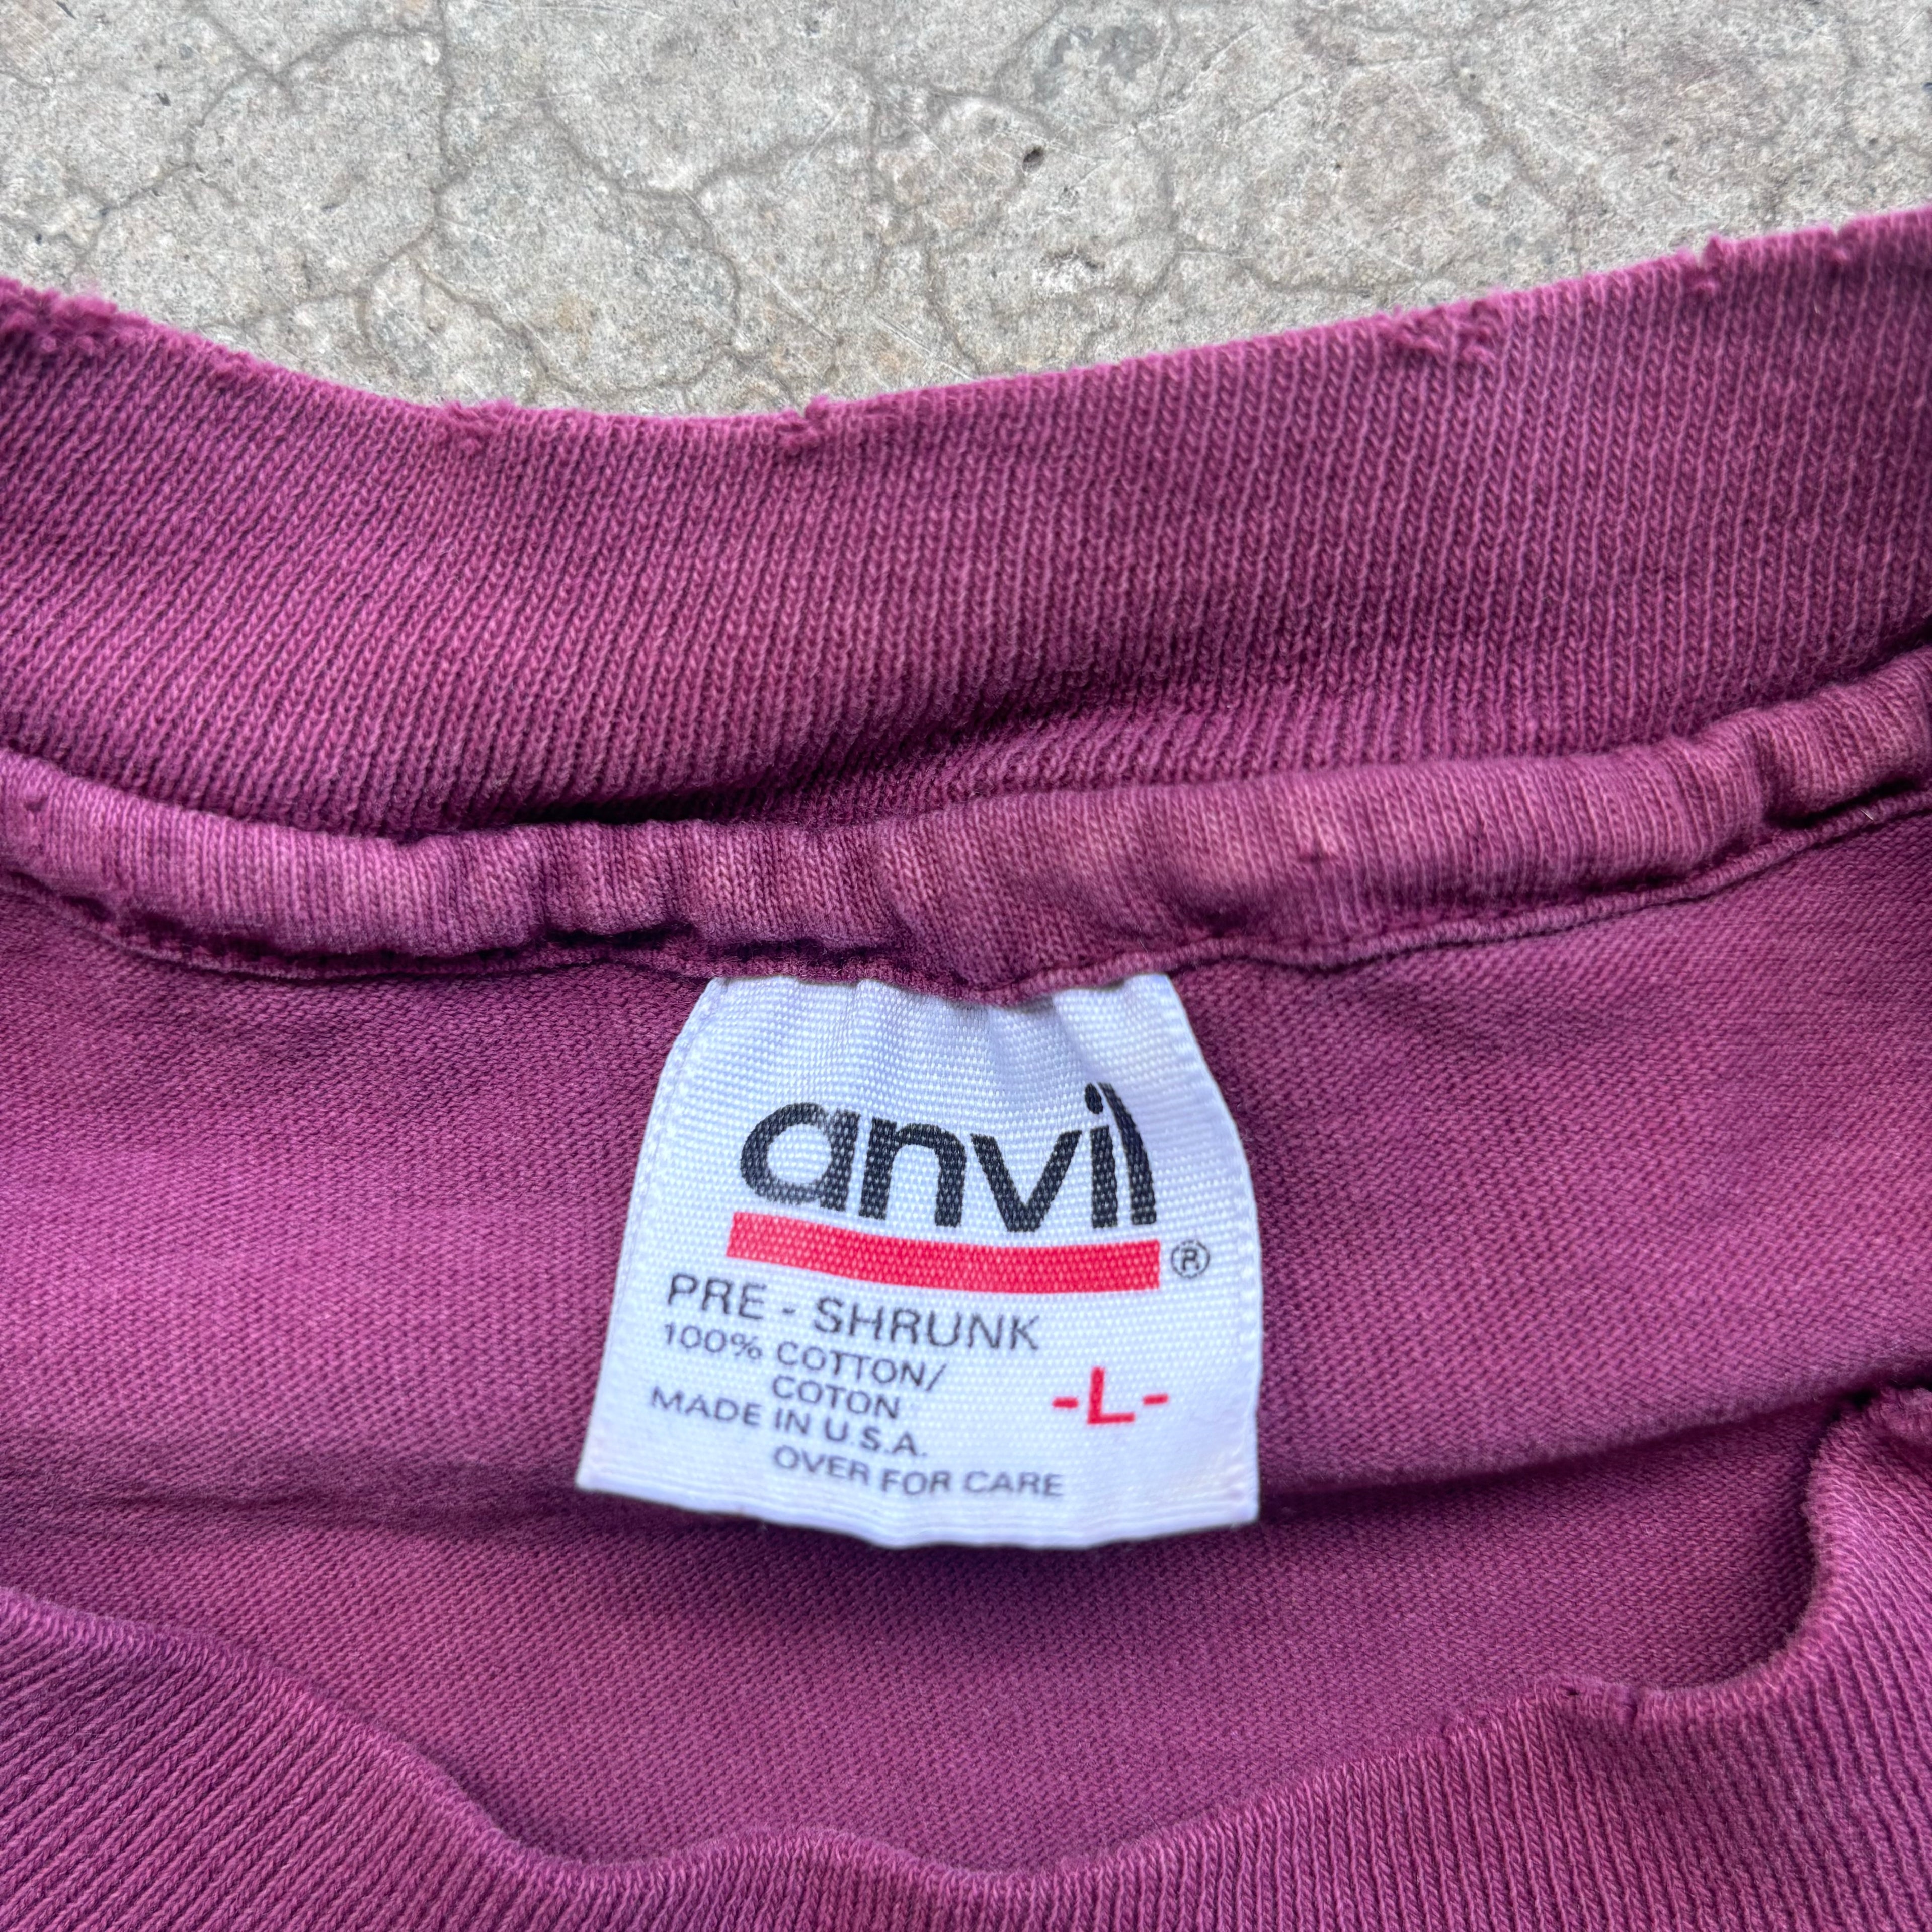 anvil
®
PRE - SHRUNK
100% COTTON/
COTON
-L-
MADE IN U.S.A.
OVER FOR CARE